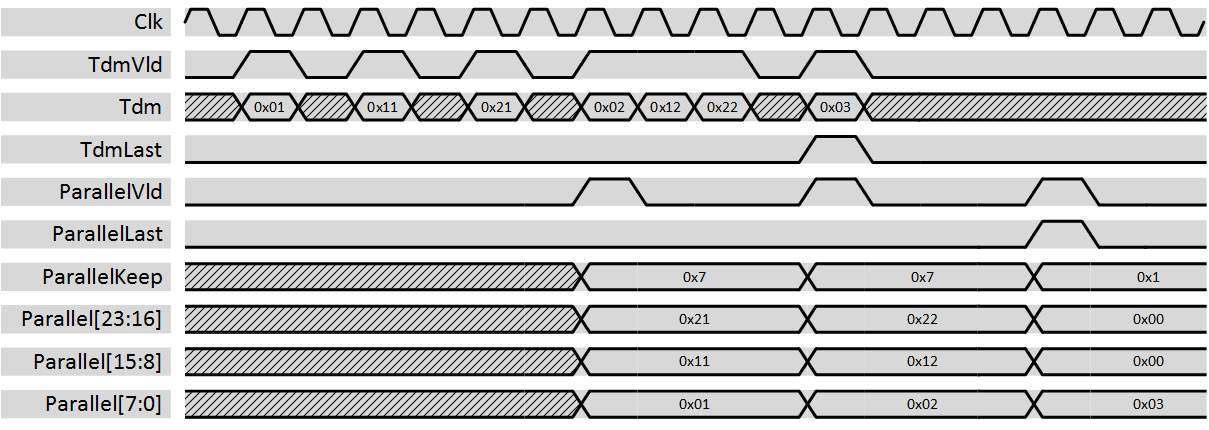 Clk
TdmVld
Tdm 0x01 0x11 0x21 0x02 0x12 0x22 0x03
TdmLast
ParallelVld
ParallelLast
ParallelKeep 0x7 0x7 0x1
Parallel[23:16] 0x21 0x22 0x00
Parallel[15:8] 0x11 0x12 0x00
Parallel[7:0] 0x01 0x02 0x03